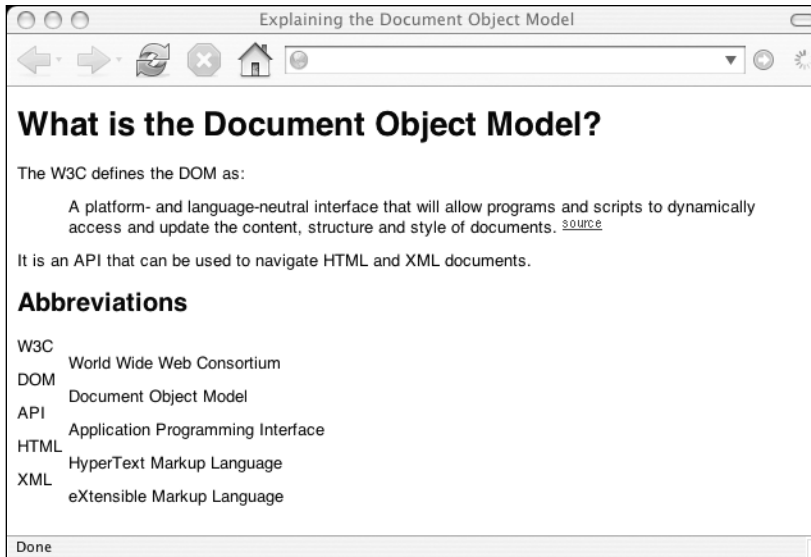 Explaining the Document Object Model
What is the Document Object Model?
The W3C defines the DOM as:
A platform- and language-neutral interface that will allow programs and scripts to dynamically
access and update the content, structure and style of documents. source
It is an API that can be used to navigate HTML and XML documents.
Abbreviations
W3C
World Wide Web Consortium
DOM
Document Object Model
API
Application Programming Interface
HTML
HyperText Markup Language
XML
eXtensible Markup Language
Done